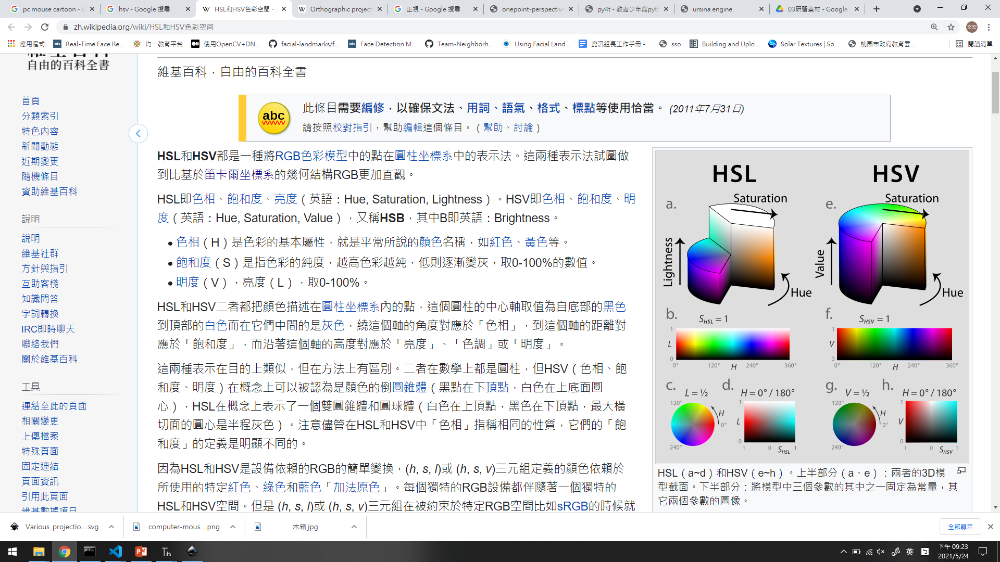 pc mouse cartoon - G
hsv - Google 搜尋
HSL和HSV色彩空間 -
Orthographic project
正視 - Google 搜尋
onepoint-perspective
py4t - 教青少年寫pyth
ursina engine
03研習素材 - Google
zh.wikipedia.org/wiki/HSL和HSV色彩空间
文宏
應用程式
Real-Time Face Re...
均一教育平台
使用OpenCV+DN...
facial-landmarks/f...
Face Detection M...
Team-Neighborh...
Using Facial Land...
資訊組長工作手冊 -...
sso
Building and Uplo...
Solar Textures | So...
桃園市政府教育雲...
閱讀清單
自由的百科全書
首頁
分類索引
特色內容
新聞動態
近期變更
隨機條目
資助維基百科
說明
說明
維基社群
方針與指引
互助客棧
知識問答
字詞轉換
IRC即時聊天
聯絡我們
關於維基百科
工具
連結至此的頁面
相關變更
上傳檔案
特殊頁面
固定連結
頁面資訊
引用此頁面
維基數據項目
維基百科，自由的百科全書
abc
此條目需要編修，以確保文法、用詞、語氣、格式、標點等使用恰當。 (2011年7月31日)
請按照校對指引，幫助編輯這個條目。（幫助、討論）
HSL和HSV都是一種將RGB色彩模型中的點在圓柱坐標系中的表示法。這兩種表示法試圖做
到比基於笛卡爾坐標系的幾何結構RGB更加直觀。
HSL即色相、飽和度、亮度（英語：Hue, Saturation, Lightness）。HSV即色相、飽和度、明
度（英語：Hue, Saturation, Value），又稱HSB，其中B即英語：Brightness。
• 色相（H）是色彩的基本屬性，就是平常所說的顏色名稱，如紅色、黃色等。
• 飽和度（S）是指色彩的純度，越高色彩越純，低則逐漸變灰，取0-100%的數值。
• 明度（V），亮度（L），取0-100%。
HSL和HSV二者都把顏色描述在圓柱坐標系內的點，這個圓柱的中心軸取值為自底部的黑色
到頂部的白色而在它們中間的是灰色，繞這個軸的角度對應於「色相」，到這個軸的距離對
應於「飽和度」，而沿著這個軸的高度對應於「亮度」、「色調」或「明度」。
這兩種表示在目的上類似，但在方法上有區別。二者在數學上都是圓柱，但HSV（色相、飽
和度、明度）在概念上可以被認為是顏色的倒圓錐體（黑點在下頂點，白色在上底面圓
心），HSL在概念上表示了一個雙圓錐體和圓球體（白色在上頂點，黑色在下頂點，最大橫
切面的圓心是半程灰色）。注意儘管在HSL和HSV中「色相」指稱相同的性質，它們的「飽
和度」的定義是明顯不同的。
因為HSL和HSV是設備依賴的RGB的簡單變換，(h, s, l)或 (h, s, v)三元組定義的顏色依賴於
所使用的特定紅色、綠色和藍色「加法原色」。每個獨特的RGB設備都伴隨著一個獨特的
HSL和HSV空間。但是 (h, s, l)或 (h, s, v)三元組在被約束於特定RGB空間比如sRGB的時候就
HSL HSV
a. Saturation e. Saturation
Lightness Value
Hue Hue
b. S HSL = 1 f. S HSV = 1
1 1
L V
0 0
0° 120° H 240° 360° 0° 120° H 240° 360°
c. L = ½ d. H = 0° / 180° g. V = ½ h. H = 0° / 180°
120° H 0° 240° 1 L 0 1 0 S HSL 1
120° H 0° 240° 1 V 0 1 0 S HSV 1
HSL（a~d）和HSV（e~h）。上半部分（a、e）：兩者的3D模
型截面。下半部分：將模型中三個參數的其中之一固定為常量，其
它兩個參數的圖像。
Various_projectio....svg
computer-mous....png
木箱.jpg
全部顯示
英
下午 09:23
2021/5/24